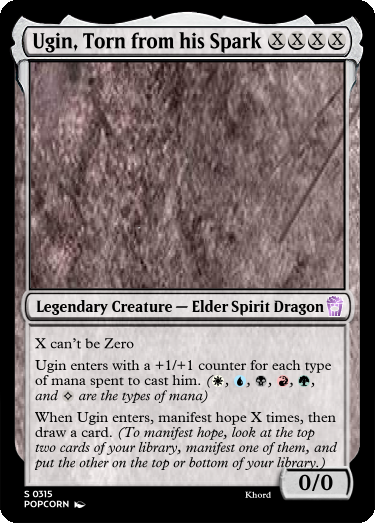 Ugin, Torn from his Spark XXXX
Legendary Creature — Elder Spirit Dragon
X can't be Zero
Ugin enters with a +1/+1 counter for each type
of mana spent to cast him. (, , , , ,
and are the types of mana)
When Ugin enters, manifest hope X times, then
draw a card. (To manifest hope, look at the top
two cards of your library, manifest one of them, and
put the other on the top or bottom of your library.)
0/0
S 0315
Khord
POPCORN